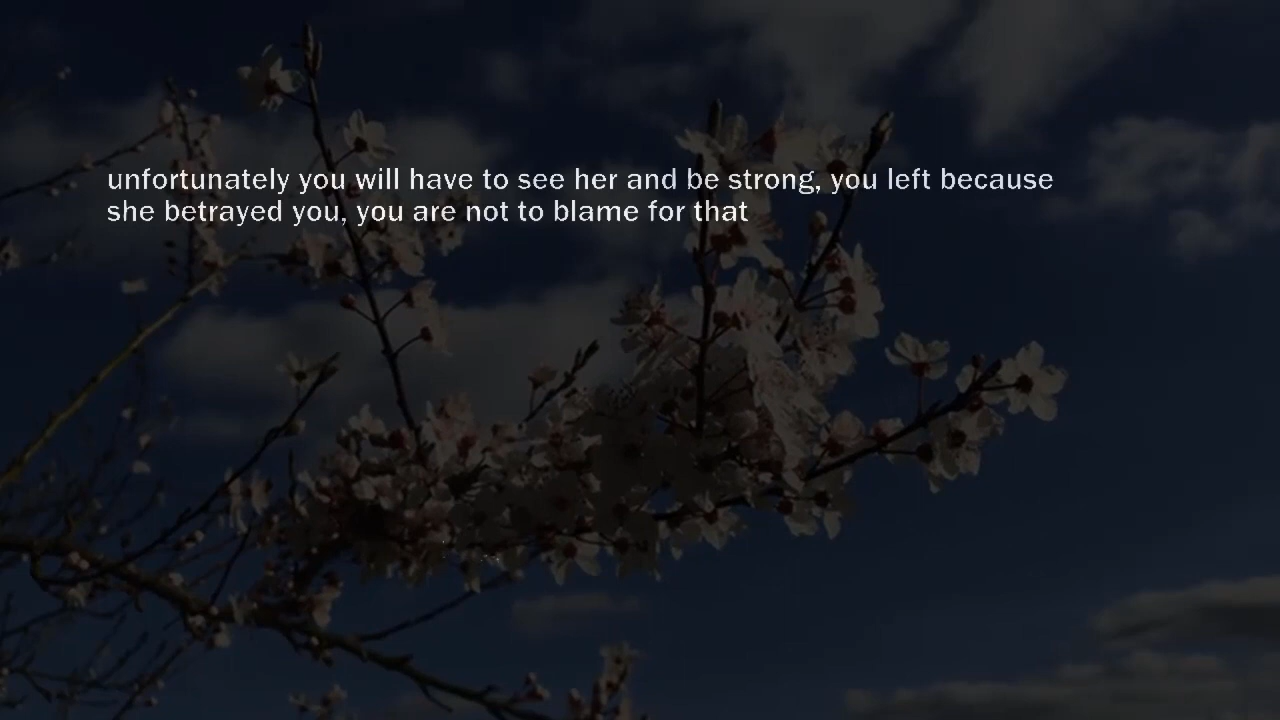 unfortunately you will have to see her and be strong, you left because
she betrayed you, you are not to blame for that